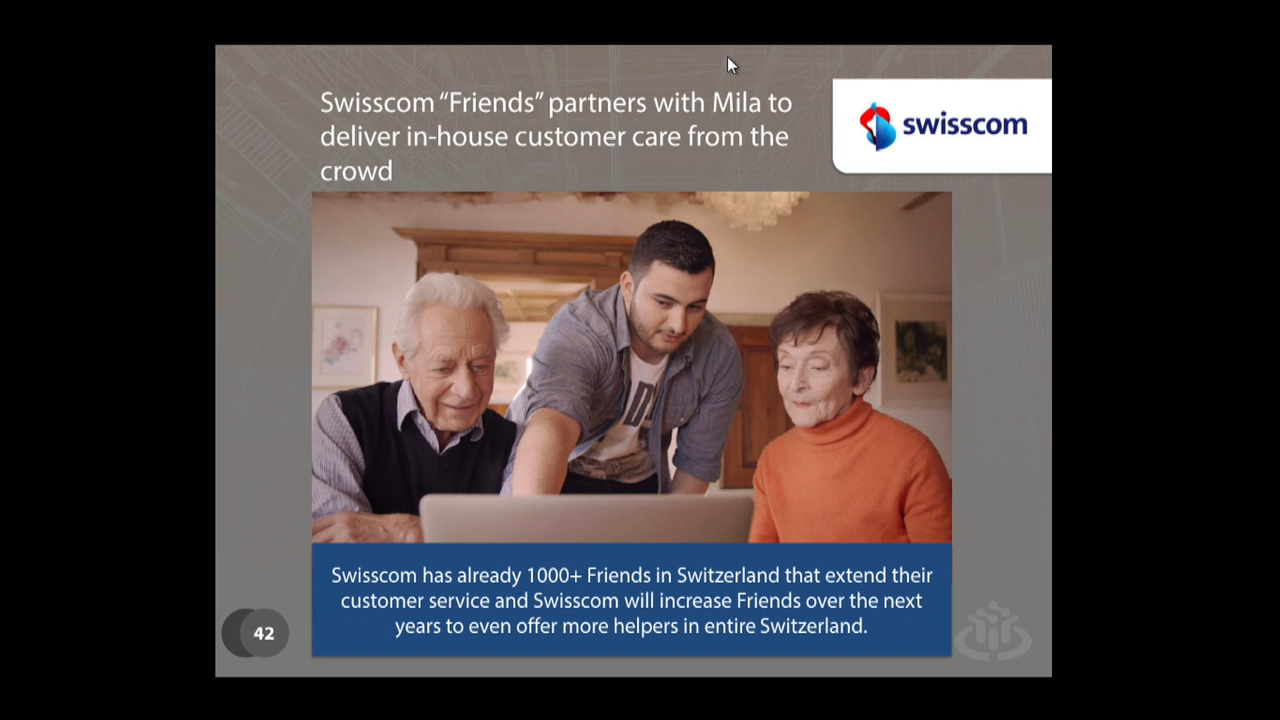 Swisscom “Friends” partners with Mila to
deliver in-house customer care from the
crowd
swisscom
Swisscom has already 1000+ Friends in Switzerland that extend their
customer service and Swisscom will increase Friends over the next
years to even offer more helpers in entire Switzerland.
42